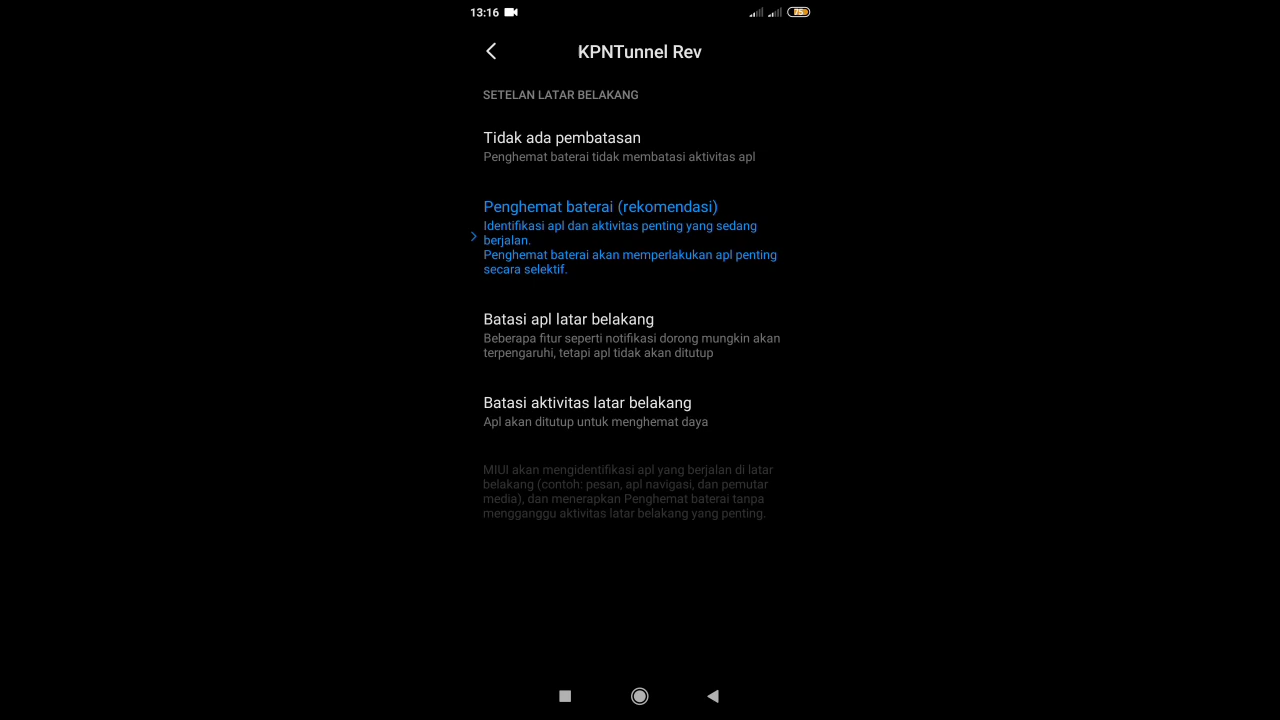 13:16
75
KPNTunnel Rev
SETELAN LATAR BELAKANG
Tidak ada pembatasan
Penghemat baterai tidak membatasi aktivitas apl
Penghemat baterai (rekomendasi)
Identifikasi apl dan aktivitas penting yang sedang
berjalan.
Penghemat baterai akan memperlakukan apl penting
secara selektif.
Batasi apl latar belakang
Beberapa fitur seperti notifikasi dorong mungkin akan
terpengaruhi, tetapi apl tidak akan ditutup
Batasi aktivitas latar belakang
Apl akan ditutup untuk menghemat daya
MIUI akan mengidentifikasi apl yang berjalan di latar
belakang (contoh: pesan, apl navigasi, dan pemutar
media), dan menerapkan Penghemat baterai tanpa
mengganggu aktivitas latar belakang yang penting.